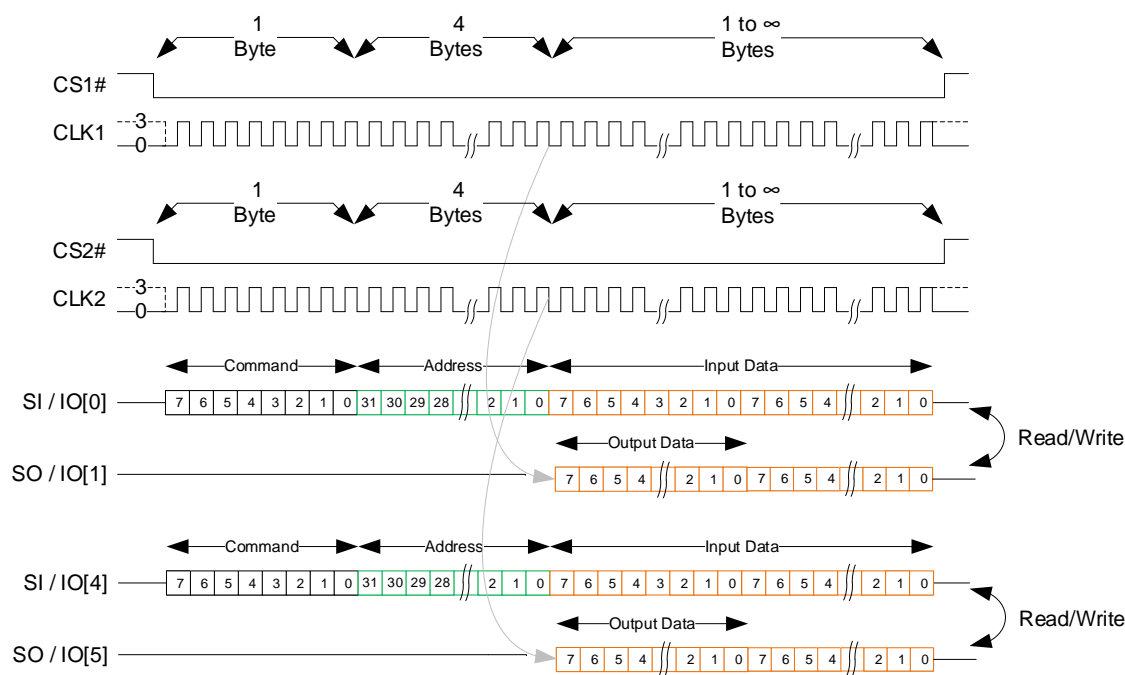 1 4 1 to ∞
Byte Bytes Bytes
CS1#
3
CLK1
0
1 4 1 to ∞
Byte Bytes Bytes
CS2#
3
CLK2
0
Command Address Input Data
SI / IO[0] 7 6 5 4 3 2 1 0 31 30 29 28 2 1 0 7 6 5 4 3 2 1 0 7 6 5 4 2 1 0
Read/Write
Output Data
SO / IO[1] 7 6 5 4 2 1 0 7 6 5 4 2 1 0
Command Address Input Data
SI / IO[4] 7 6 5 4 3 2 1 0 31 30 29 28 2 1 0 7 6 5 4 3 2 1 0 7 6 5 4 2 1 0
Read/Write
Output Data
SO / IO[5] 7 6 5 4 2 1 0 7 6 5 4 2 1 0